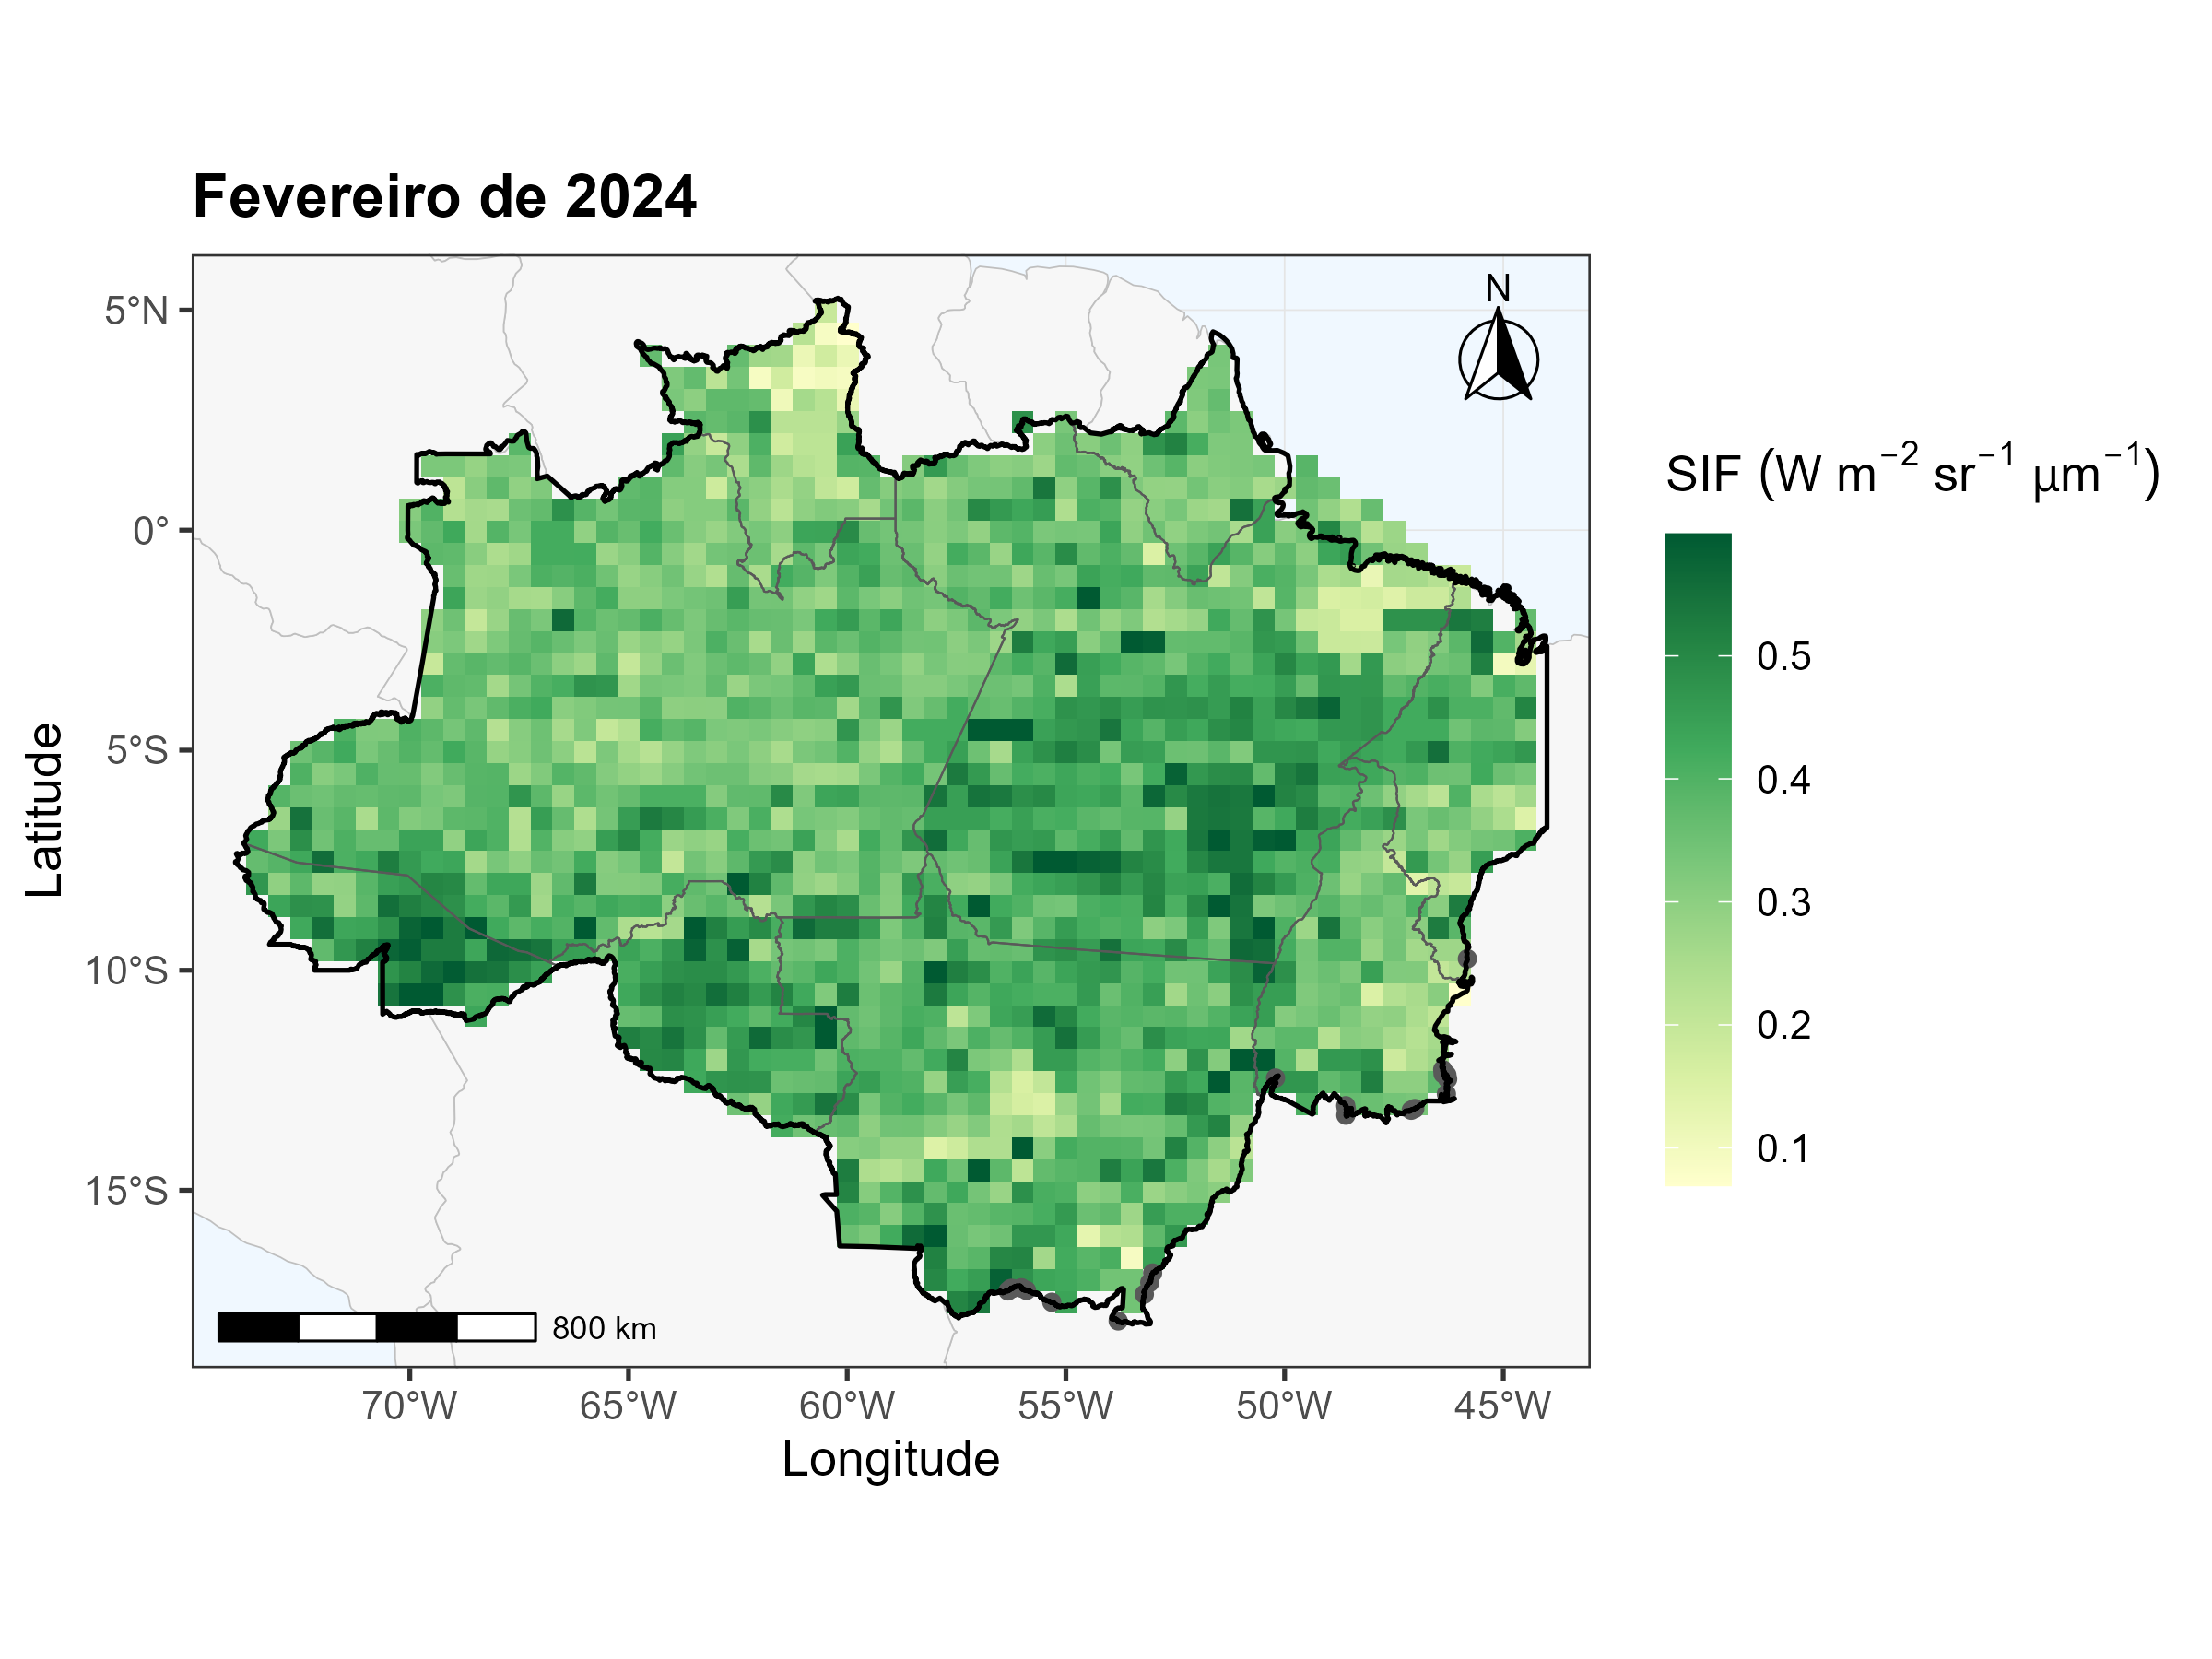 Fevereiro de 2024
N
5°N
0°
5°S
10°S
15°S
Latitude
800 km
70°W 65°W 60°W 55°W 50°W 45°W
Longitude
SIF (W m⁻² sr⁻¹ μm⁻¹)
0.5
0.4
0.3
0.2
0.1